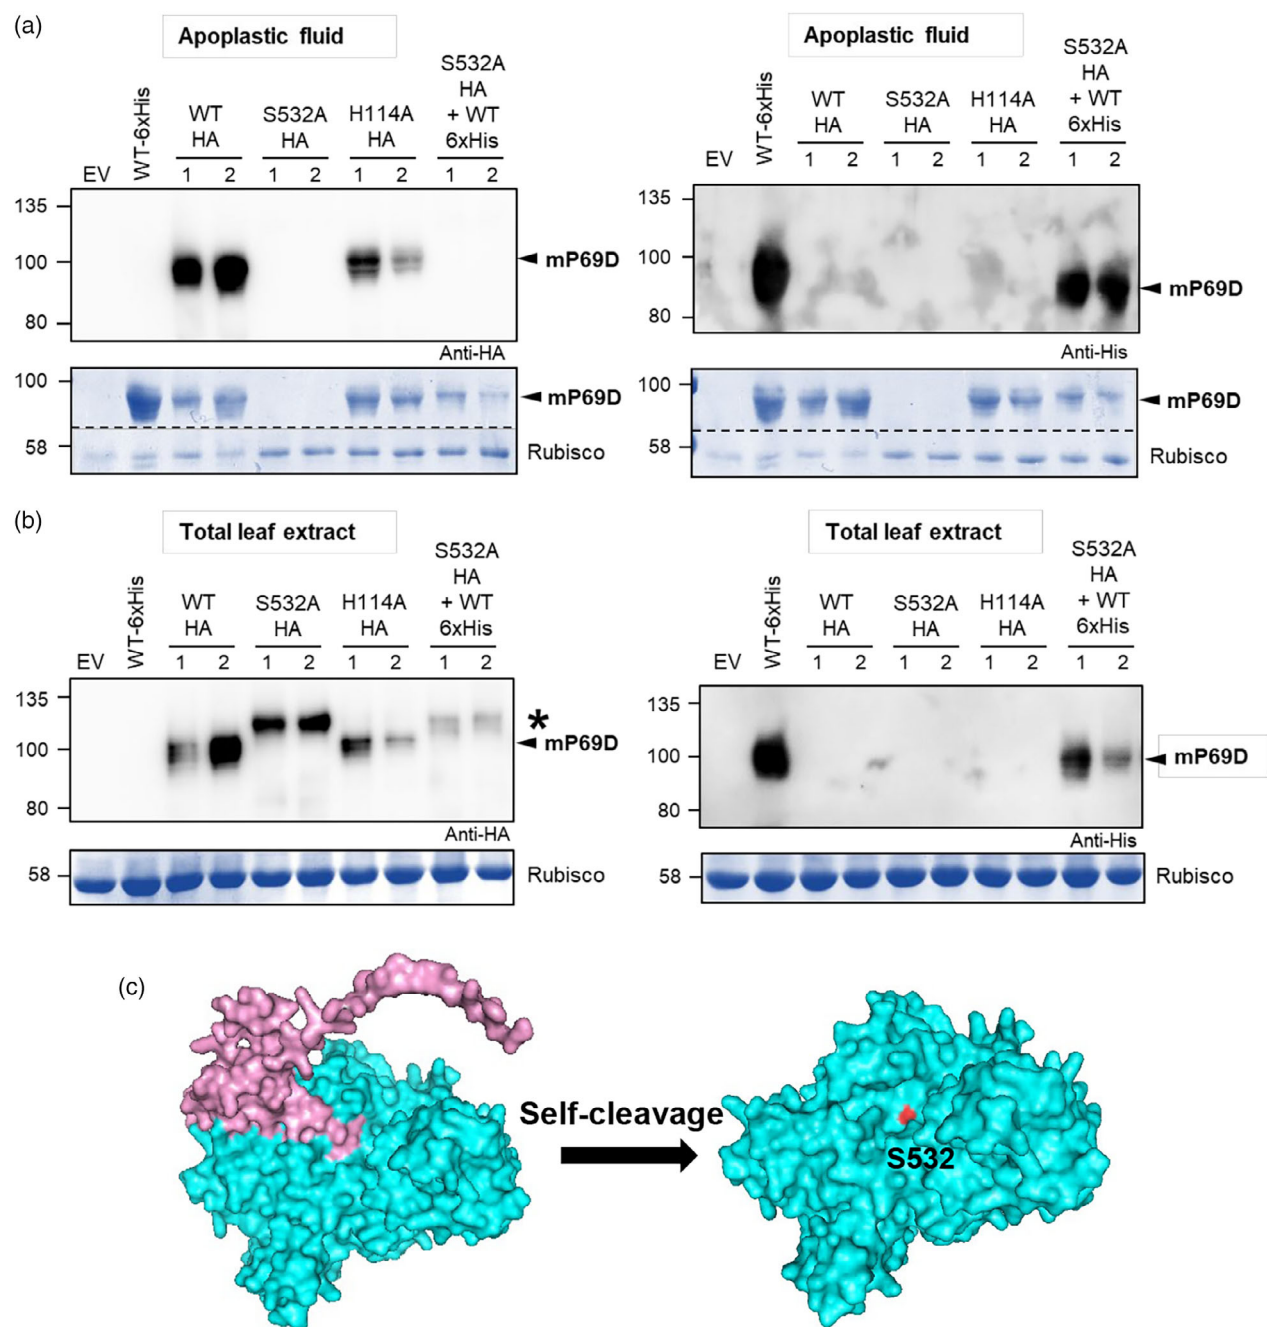 (a)
Apoplastic fluid
EV
WT-6xHis
WT
HA
S532A
HA
H114A
HA
S532A
HA
+ WT
6xHis
1 2 1 2 1 2 1 2
135
100
80
mP69D
Anti-HA
100
58
mP69D
Rubisco
Apoplastic fluid
EV
WT-6xHis
WT
HA
S532A
HA
H114A
HA
S532A
HA
+ WT
6xHis
1 2 1 2 1 2 1 2
135
100
80
mP69D
Anti-His
100
58
mP69D
Rubisco
(b)
Total leaf extract
EV
WT-6xHis
WT
HA
S532A
HA
H114A
HA
S532A
HA
+ WT
6xHis
1 2 1 2 1 2 1 2
135
100
80
*
mP69D
Anti-HA
58
Rubisco
Total leaf extract
EV
WT-6xHis
WT
HA
S532A
HA
H114A
HA
S532A
HA
+ WT
6xHis
1 2 1 2 1 2 1 2
135
100
80
mP69D
Anti-His
58
Rubisco
(c)
Self-cleavage
S532